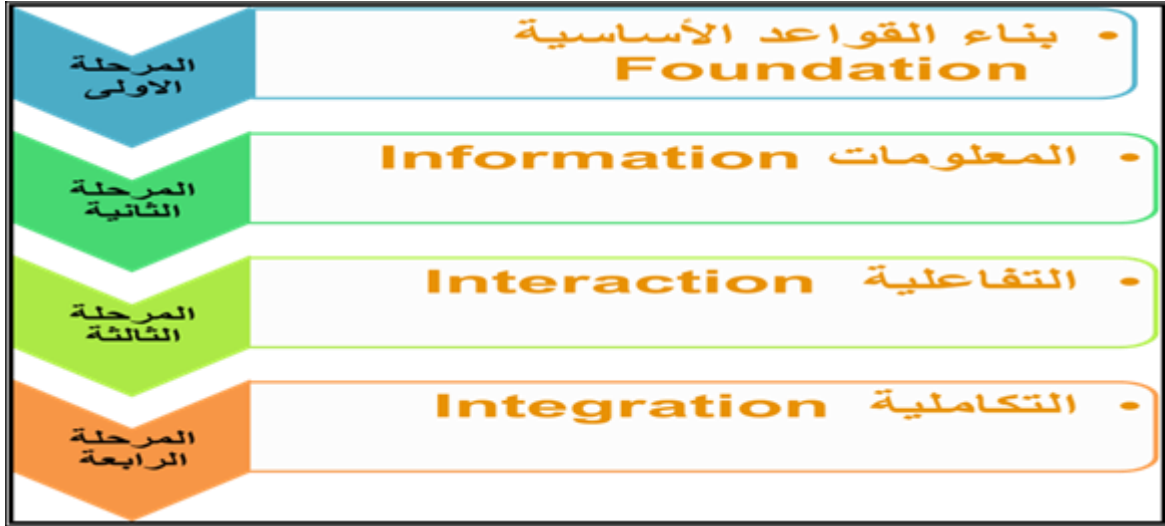 المرحلة
الاولى
• بناء القواعد الأساسية
Foundation
المرحلة
الثانية
• المعلومات Information
المرحلة
الثالثة
• التفاعلية Interaction
المرحلة
الرابعة
• التكاملية Integration